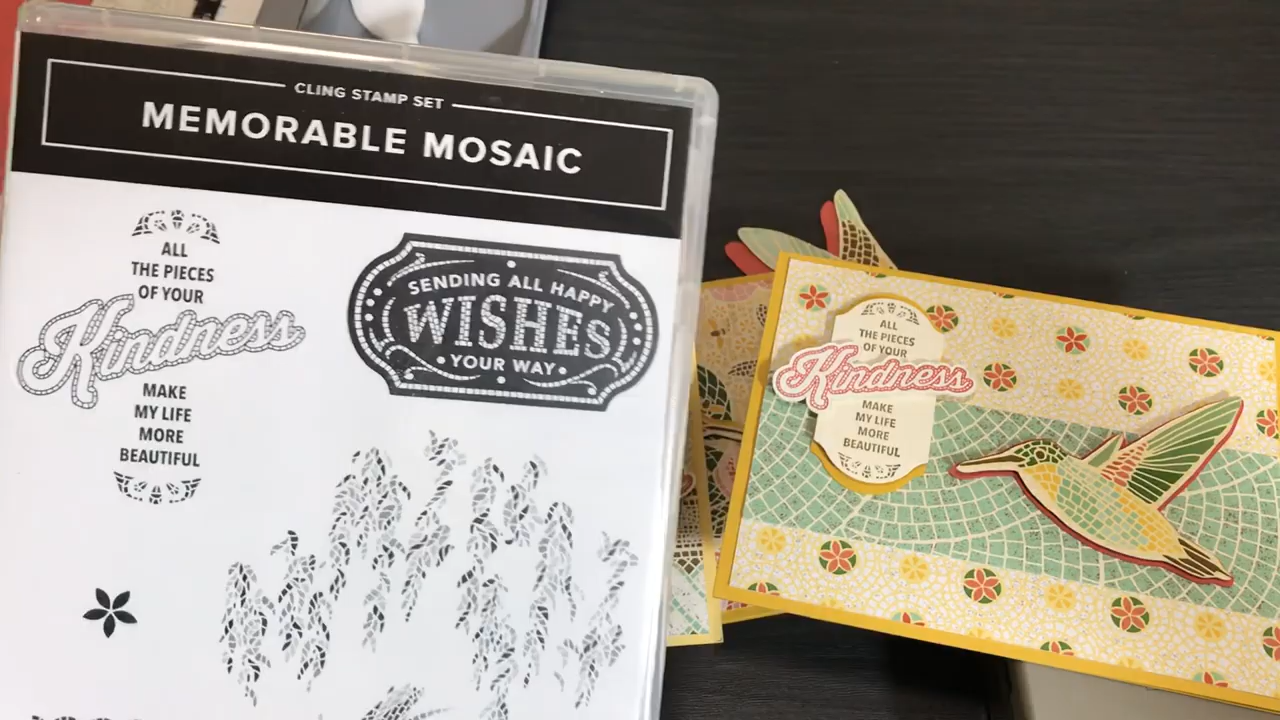 CLING STAMP SET
MEMORABLE MOSAIC
ALL
THE PIECES
OF YOUR
Kindness
MAKE
MY LIFE
MORE
BEAUTIFUL
SENDING ALL HAPPY
WISHES
YOUR WAY
ALL
THE PIECES
OF YOUR
Kindness
MAKE
MY LIFE
MORE
BEAUTIFUL